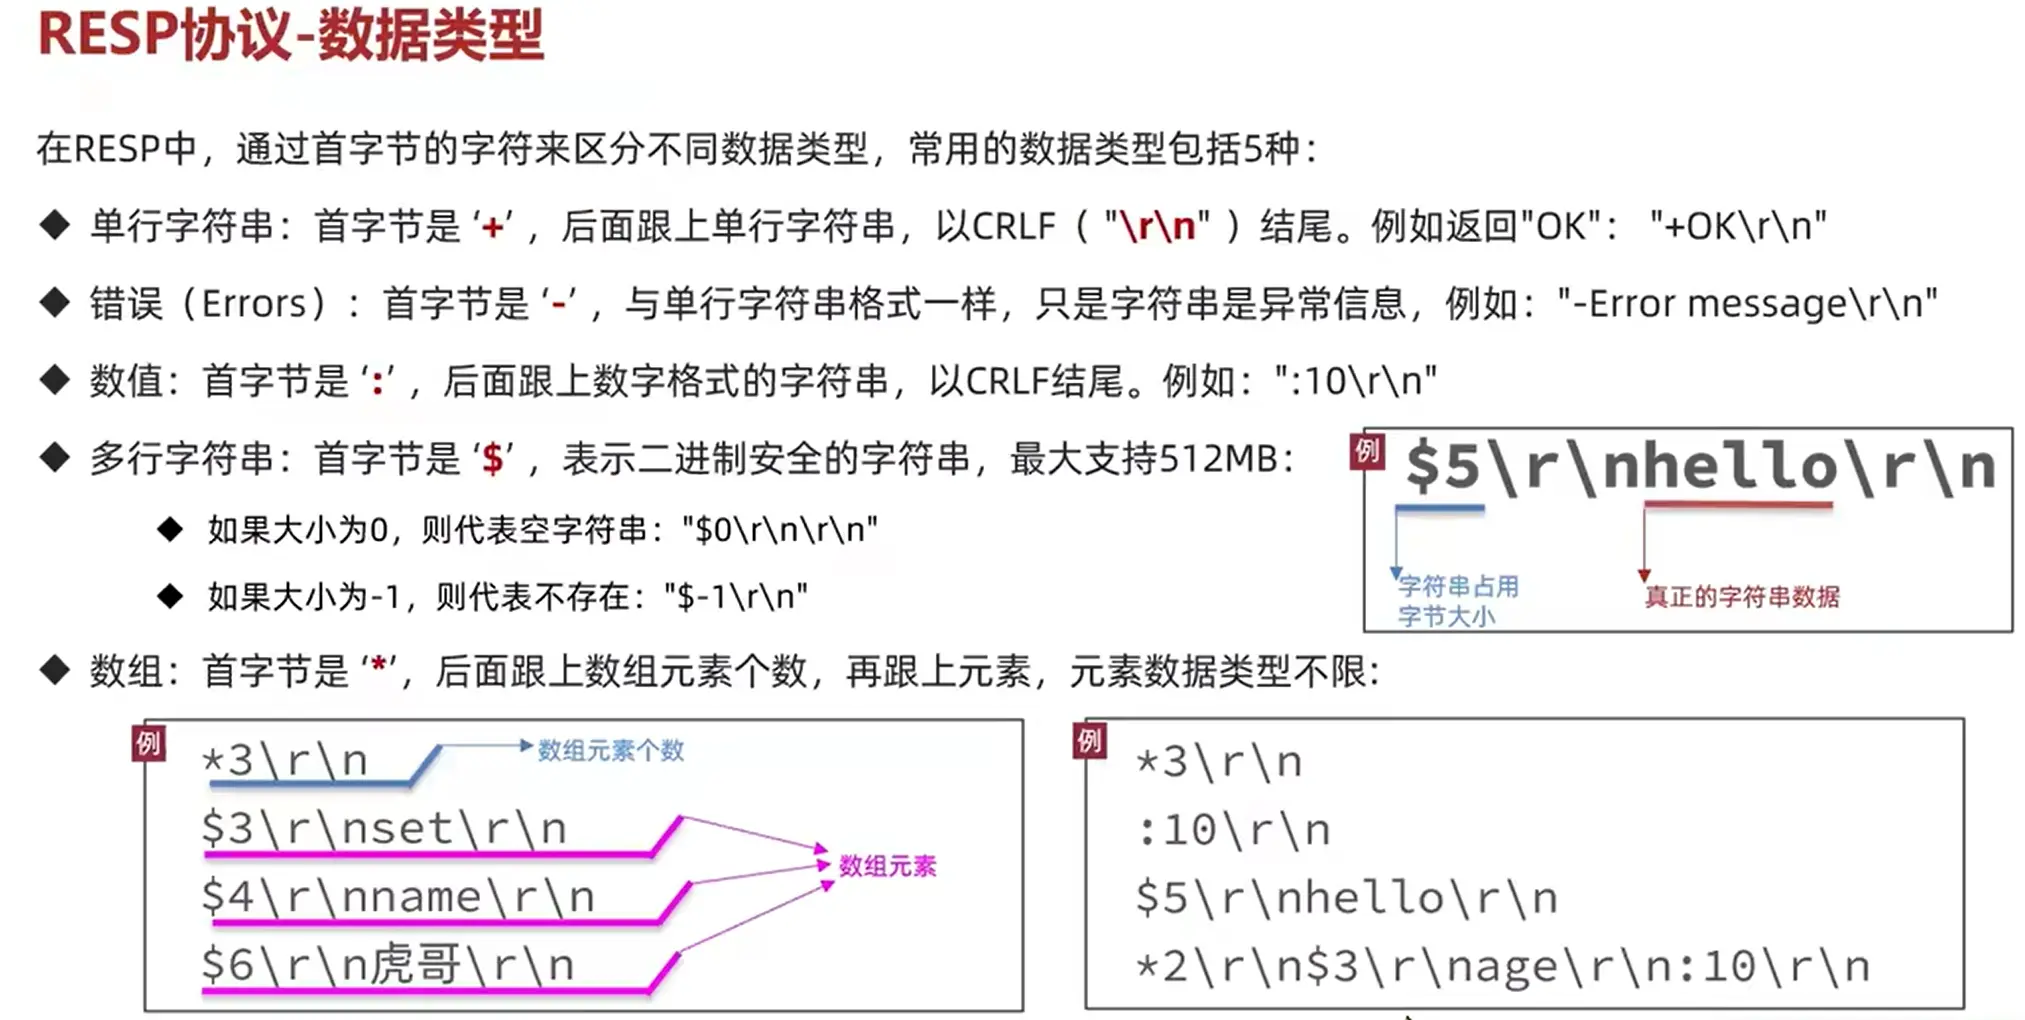 RESP协议-数据类型
在RESP中，通过首字节的字符来区分不同数据类型，常用的数据类型包括5种：
◆ 单行字符串：首字节是 ‘+’ ，后面跟上单行字符串，以CRLF（ "\r\n" ）结尾。例如返回"OK"： "+OK\r\n"
◆ 错误（Errors）：首字节是 ‘-’ ，与单行字符串格式一样，只是字符串是异常信息，例如："-Error message\r\n"
◆ 数值：首字节是 ‘:’ ，后面跟上数字格式的字符串，以CRLF结尾。例如：":10\r\n"
◆ 多行字符串：首字节是 ‘$’ ，表示二进制安全的字符串，最大支持512MB：
◆ 如果大小为0，则代表空字符串："$0\r\n\r\n"
◆ 如果大小为-1，则代表不存在："$-1\r\n"
例
$5\r\nhello\r\n
字符串占用
字节大小
真正的字符串数据
◆ 数组：首字节是 ‘*’，后面跟上数组元素个数，再跟上元素，元素数据类型不限：
例
*3\r\n
数组元素个数
$3\r\nset\r\n
$4\r\nname\r\n
$6\r\n虎哥\r\n
数组元素
例
*3\r\n
:10\r\n
$5\r\nhello\r\n
*2\r\n$3\r\nage\r\n:10\r\n